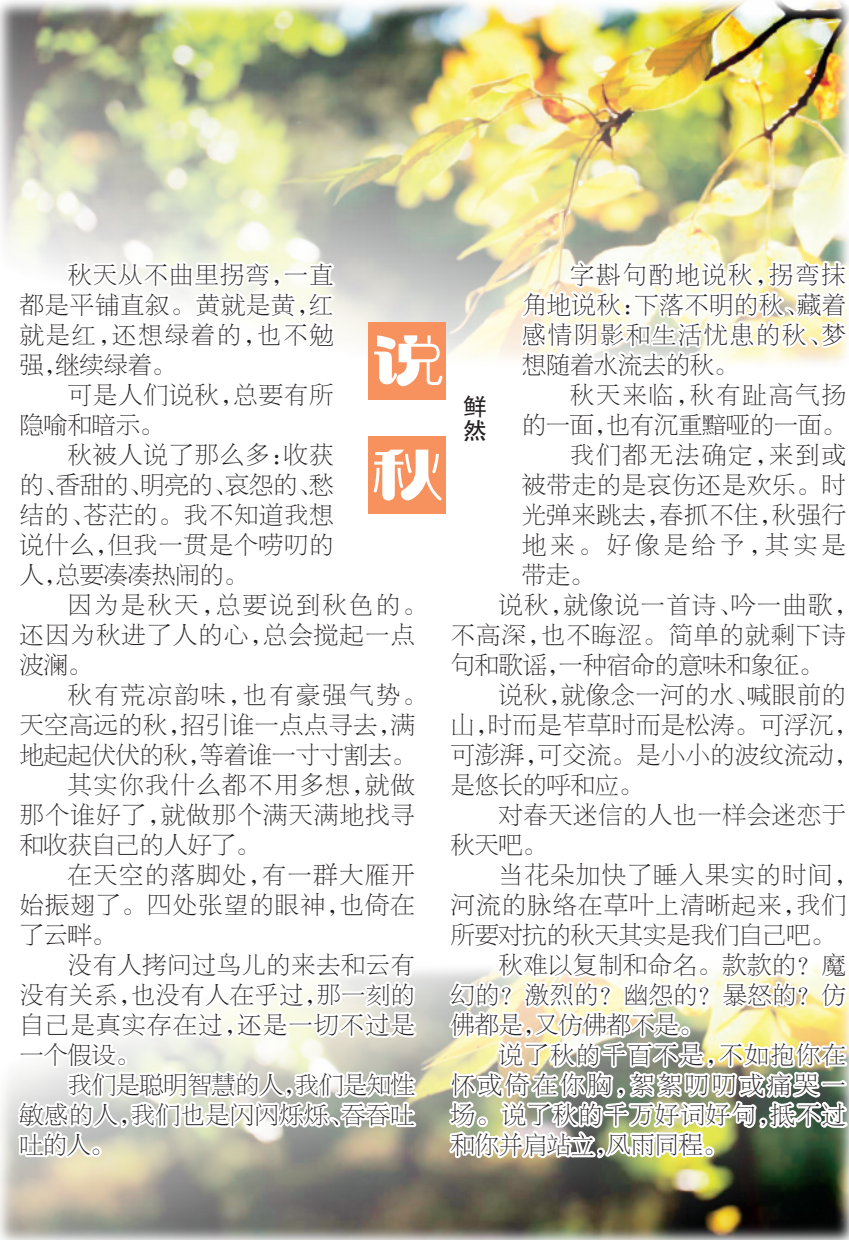 说
秋
鲜然
秋天从不曲里拐弯，一直
都是平铺直叙。黄就是黄，红
就是红，还想绿着的，也不勉
强，继续绿着。
可是人们说秋，总要有所
隐喻和暗示。
秋被人说了那么多：收获
的、香甜的、明亮的、哀怨的、愁
结的、苍茫的。我不知道我想
说什么，但我一贯是个唠叨的
人，总要凑凑热闹的。
因为是秋天，总要说到秋色的。
还因为秋进了人的心，总会搅起一点
波澜。
秋有荒凉韵味，也有豪强气势。
天空高远的秋，招引谁一点点寻去，满
地起起伏伏的秋，等着谁一寸寸割去。
其实你我什么都不用多想，就做
那个谁好了，就做那个满天满地找寻
和收获自己的人好了。
在天空的落脚处，有一群大雁开
始振翅了。四处张望的眼神，也倚在
了云畔。
没有人拷问过鸟儿的来去和云有
没有关系，也没有人在乎过，那一刻的
自己是真实存在过，还是一切不过是
一个假设。
我们是聪明智慧的人，我们是知性
敏感的人，我们也是闪闪烁烁、吞吞吐
吐的人。
字斟句酌地说秋，拐弯抹
角地说秋：下落不明的秋、藏着
感情阴影和生活忧患的秋、梦
想随着水流去的秋。
秋天来临，秋有趾高气扬
的一面，也有沉重黯哑的一面。
我们都无法确定，来到或
被带走的是哀伤还是欢乐。时
光弹来跳去，春抓不住，秋强行
地来。好像是给予，其实是
带走。
说秋，就像说一首诗、吟一曲歌，
不高深，也不晦涩。简单的就剩下诗
句和歌谣，一种宿命的意味和象征。
说秋，就像念一河的水、喊眼前的
山，时而是苲草时而是松涛。可浮沉，
可澎湃，可交流。是小小的波纹流动，
是悠长的呼和应。
对春天迷信的人也一样会迷恋于
秋天吧。
当花朵加快了睡入果实的时间，
河流的脉络在草叶上清晰起来，我们
所要对抗的秋天其实是我们自己吧。
秋难以复制和命名。款款的？魔
幻的？激烈的？幽怨的？暴怒的？仿
佛都是，又仿佛都不是。
说了秋的千百不是，不如抱你在
怀或倚在你胸，絮絮叨叨或痛哭一
场。说了秋的千万好词好句，抵不过
和你并肩站立，风雨同程。